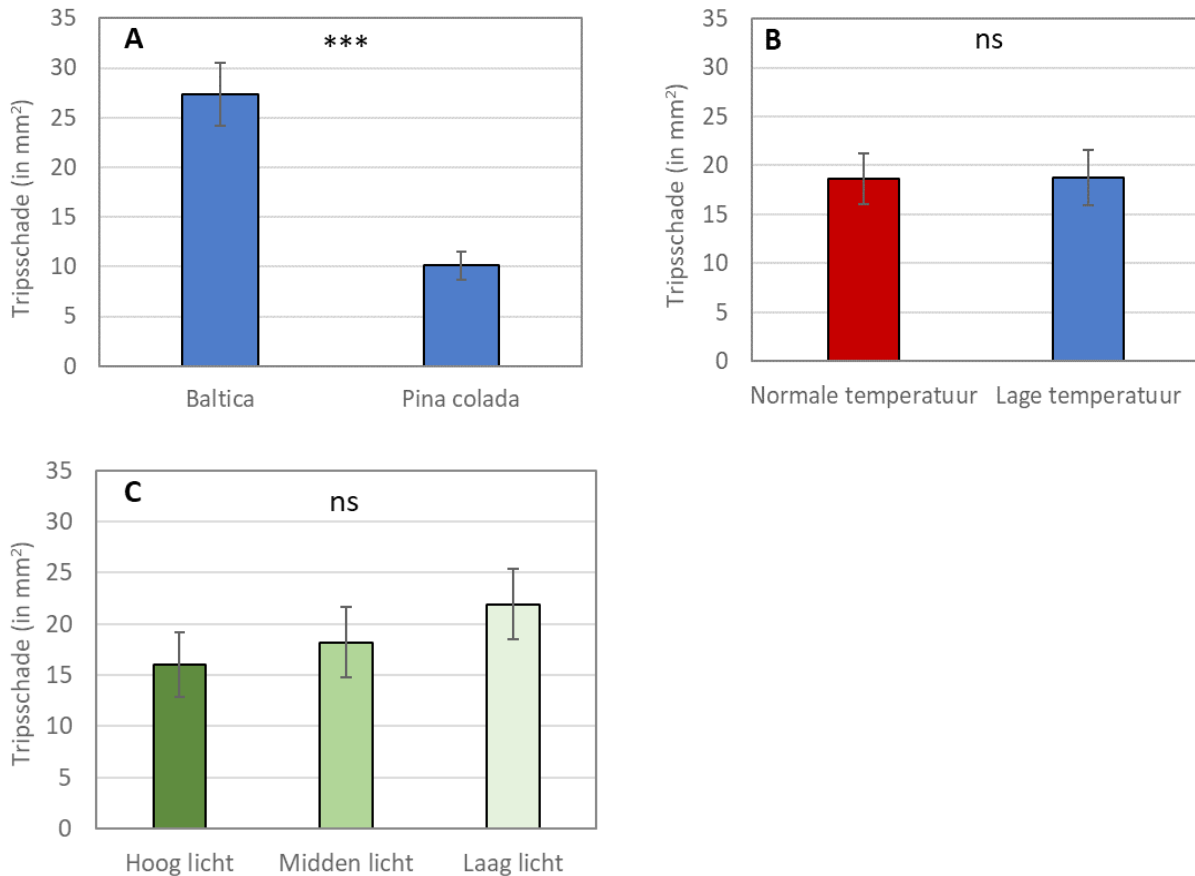 A
***
Tripsschade (in mm²)
35
30
25
20
15
10
5
0
Baltica
Pina colada
B
ns
Tripsschade (in mm²)
35
30
25
20
15
10
5
0
Normale temperatuur
Lage temperatuur
C
ns
Tripsschade (in mm²)
35
30
25
20
15
10
5
0
Hoog licht
Midden licht
Laag licht